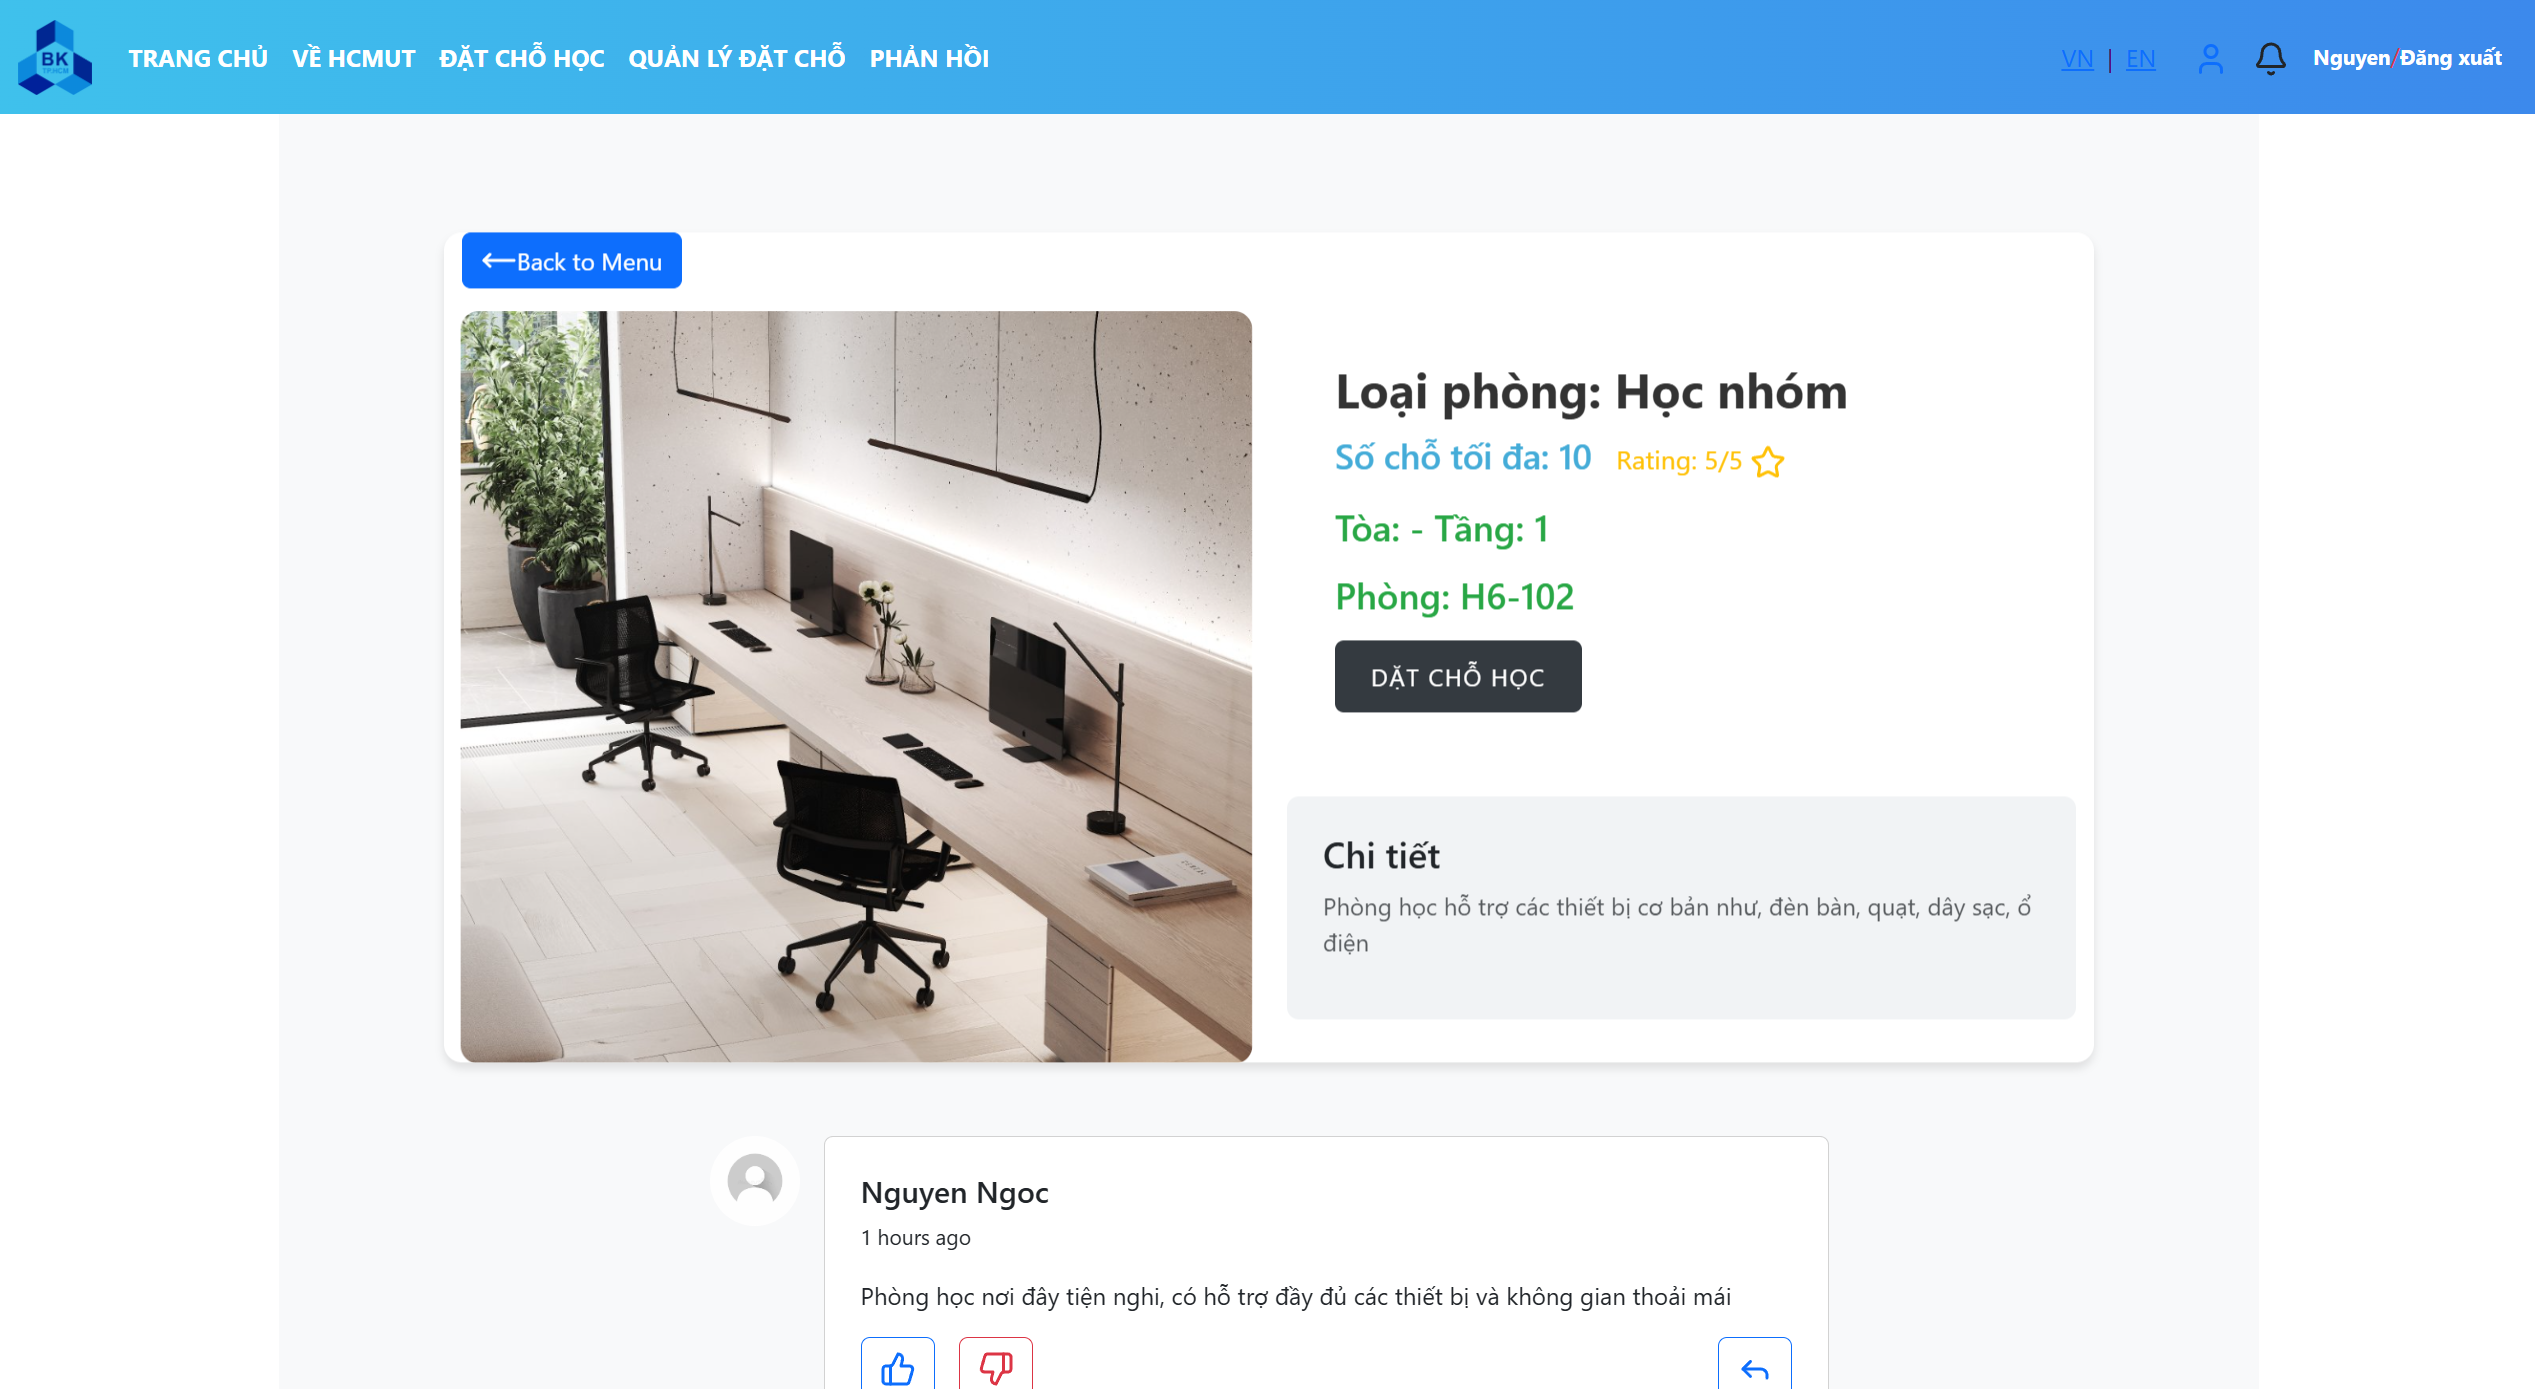 BK
TP.HCM
TRANG CHỦ VỀ HCMUT ĐẶT CHỖ HỌC QUẢN LÝ ĐẶT CHỖ PHẢN HỒI
VN | EN
Nguyen/Đăng xuất
Back to Menu
Loại phòng: Học nhóm
Số chỗ tối đa: 10 Rating: 5/5
Tòa: - Tầng: 1
Phòng: H6-102
DẶT CHỖ HỌC
Chi tiết
Phòng học hỗ trợ các thiết bị cơ bản như, đèn bàn, quạt, dây sạc, ổ
điện
Nguyen Ngoc
1 hours ago
Phòng học nơi đây tiện nghi, có hỗ trợ đầy đủ các thiết bị và không gian thoải mái